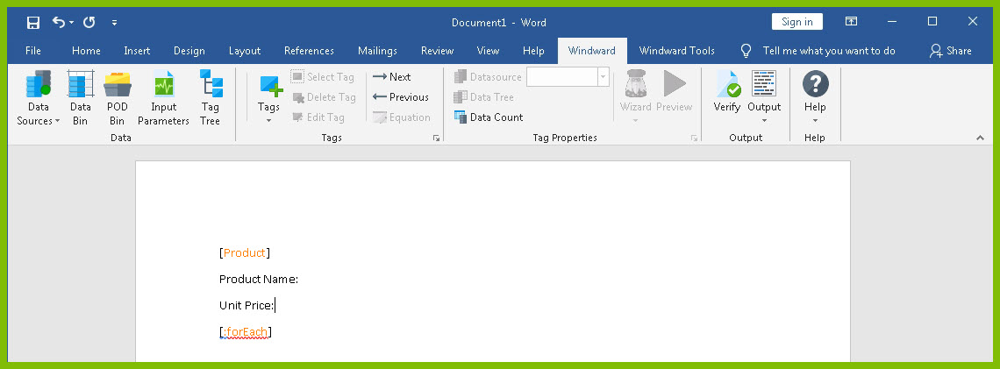 Document1 - Word
Sign in
File Home Insert Design Layout References Mailings Review View Help Windward Windward Tools Tell me what you want to do Share
Data Sources
Data Bin
POD Bin
Input Parameters
Tag Tree
Data
Tags
Select Tag
Delete Tag
Edit Tag
Next
Previous
Equation
Tags
Datasource
Data Tree
Data Count
Wizard
Preview
Tag Properties
Verify
Output
Output
Help
Help
[Product]
Product Name:
Unit Price:
[:forEach]